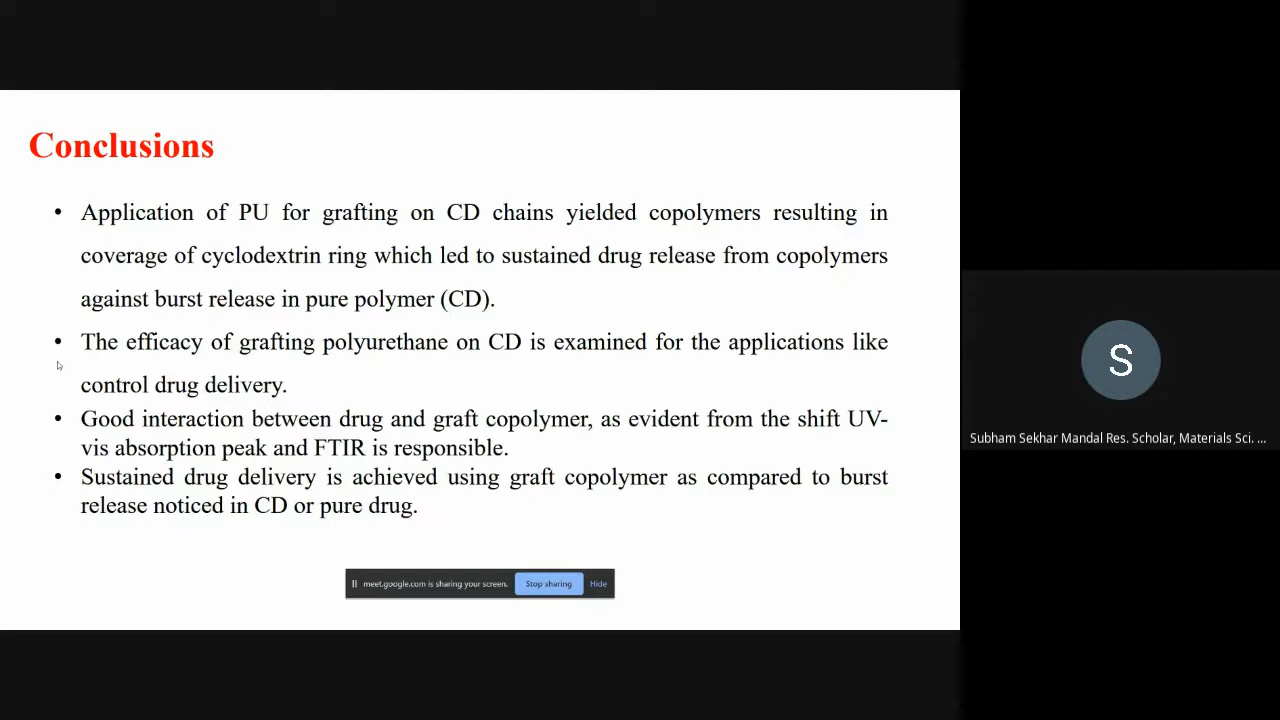 Conclusions
• Application of PU for grafting on CD chains yielded copolymers resulting in
coverage of cyclodextrin ring which led to sustained drug release from copolymers
against burst release in pure polymer (CD).
• The efficacy of grafting polyurethane on CD is examined for the applications like
control drug delivery.
• Good interaction between drug and graft copolymer, as evident from the shift UV-
vis absorption peak and FTIR is responsible.
• Sustained drug delivery is achieved using graft copolymer as compared to burst
release noticed in CD or pure drug.
meet.google.com is sharing your screen. Stop sharing Hide
S
Subham Sekhar Mandal Res. Scholar, Materials Sci. ...